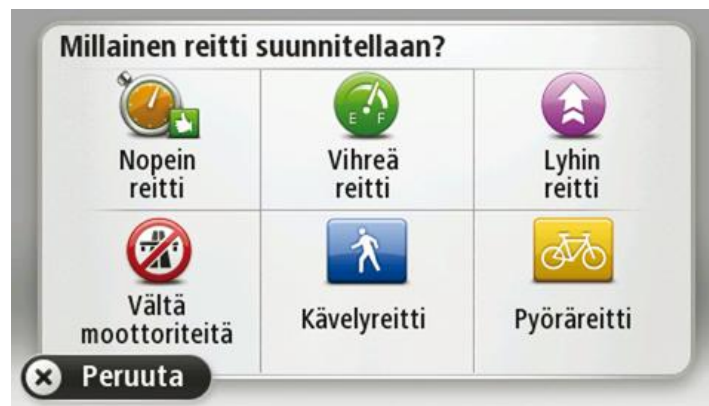 Millainen reitti suunnitellaan?
Nopein
reitti
E F
Vihreä
reitti
Lyhin
reitti
Vältä
moottoriteitä
Kävelyreitti
Pyöräreitti
Peruuta